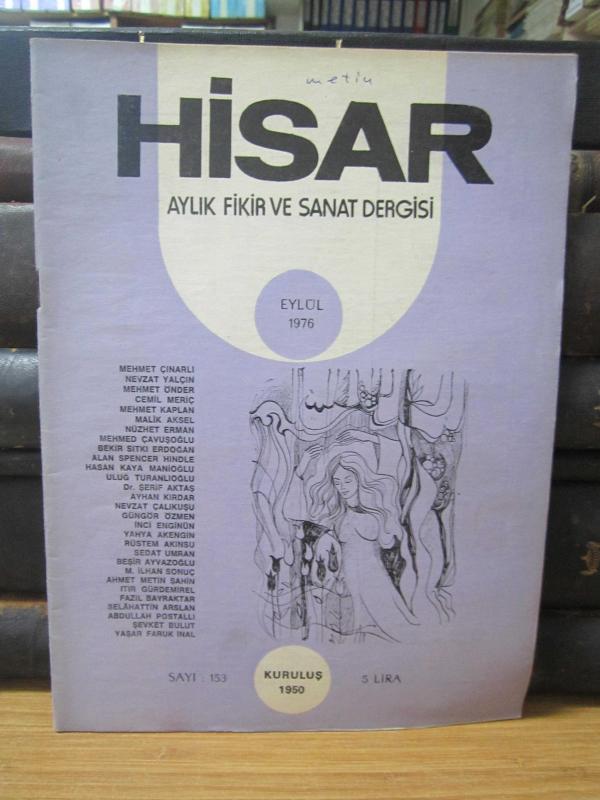 metin
HİSAR
AYLIK FİKİR VE SANAT DERGİSİ
EYLÜL
1976
MEHMET ÇINARLI
NEVZAT YALÇIN
MEHMET ÖNDER
CEMİL MERİÇ
MEHMET KAPLAN
MALİK AKSEL
NÜZHET ERMAN
MEHMED ÇAVUŞOĞLU
BEKİR SITKI ERDOĞAN
ALAN SPENCER HINDLE
HASAN KAYA MANİOĞLU
ULUĞ TURANLIOĞLU
Dr. ŞERİF AKTAŞ
AYHAN KIRDAR
NEVZAT ÇALIKUŞU
GÜNGÖR ÖZMEN
İNCİ ENGİNÜN
YAHYA AKENGİN
RÜSTEM AKINSU
SEDAT UMRAN
BEŞİR AYVAZOĞLU
M. İLHAN SONUÇ
AHMET METİN ŞAHİN
ITIR GÜRDEMİREL
FAZIL BAYRAKTAR
SELÂHATTİN ARSLAN
ABDULLAH POSTALLI
ŞEVKET BULUT
YAŞAR FARUK İNAL
SAYI : 153
KURULUŞ
1950
5 LİRA